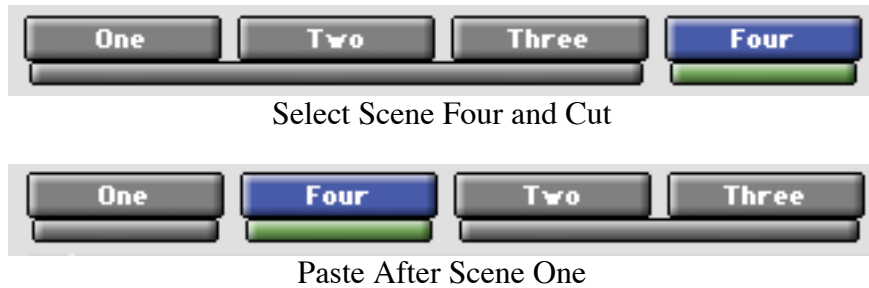 One Two Three Four
Select Scene Four and Cut
One Four Two Three
Paste After Scene One